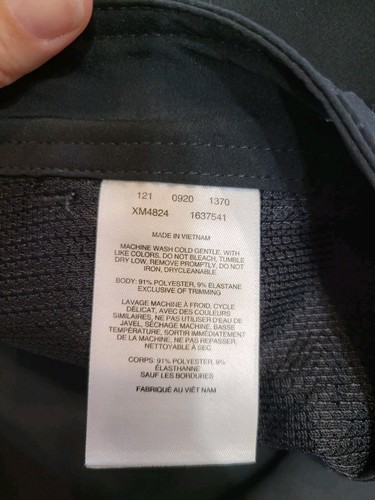 121 0920 1370
XM4824 1637541
MADE IN VIETNAM
MACHINE WASH COLD GENTLE, WITH
LIKE COLORS, DO NOT BLEACH, TUMBLE
DRY LOW, REMOVE PROMPTLY, DO NOT
IRON, DRYCLEANABLE
BODY: 91% POLYESTER, 9% ELASTANE
EXCLUSIVE OF TRIMMING
LAVAGE MACHINE À FROID, CYCLE
DÉLICAT, AVEC DES COULEURS
SIMILAIRES, NE PAS UTILISER D'EAU DE
JAVEL, SÉCHAGE MACHINE, BASSE
TEMPÉRATURE, SORTIR IMMÉDIATEMENT
DE LA MACHINE, NE PAS REPASSER,
NETTOYABLE À SEC
CORPS: 91% POLYESTER, 9%
ÉLASTHANNE
SAUF LES BORDURES
FABRIQUÉ AU VIÊT NAM